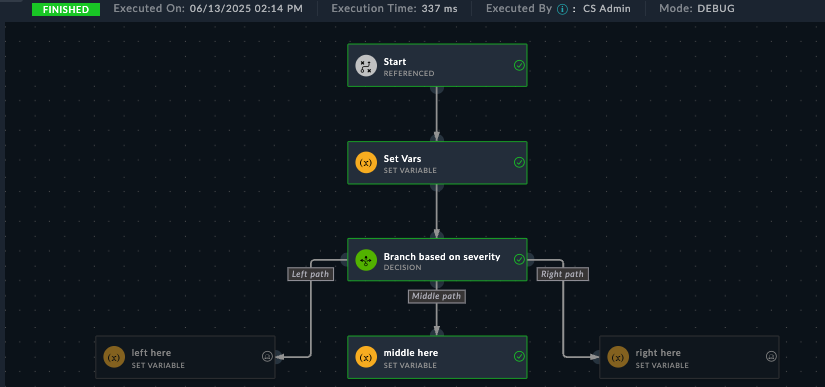 FINISHED Executed On: 06/13/2025 02:14 PM Execution Time: 337 ms Executed By i : CS Admin Mode: DEBUG
Start
REFERENCED
Set Vars
SET VARIABLE
Branch based on severity
DECISION
Left path
Right path
Middle path
left here
SET VARIABLE
middle here
SET VARIABLE
right here
SET VARIABLE